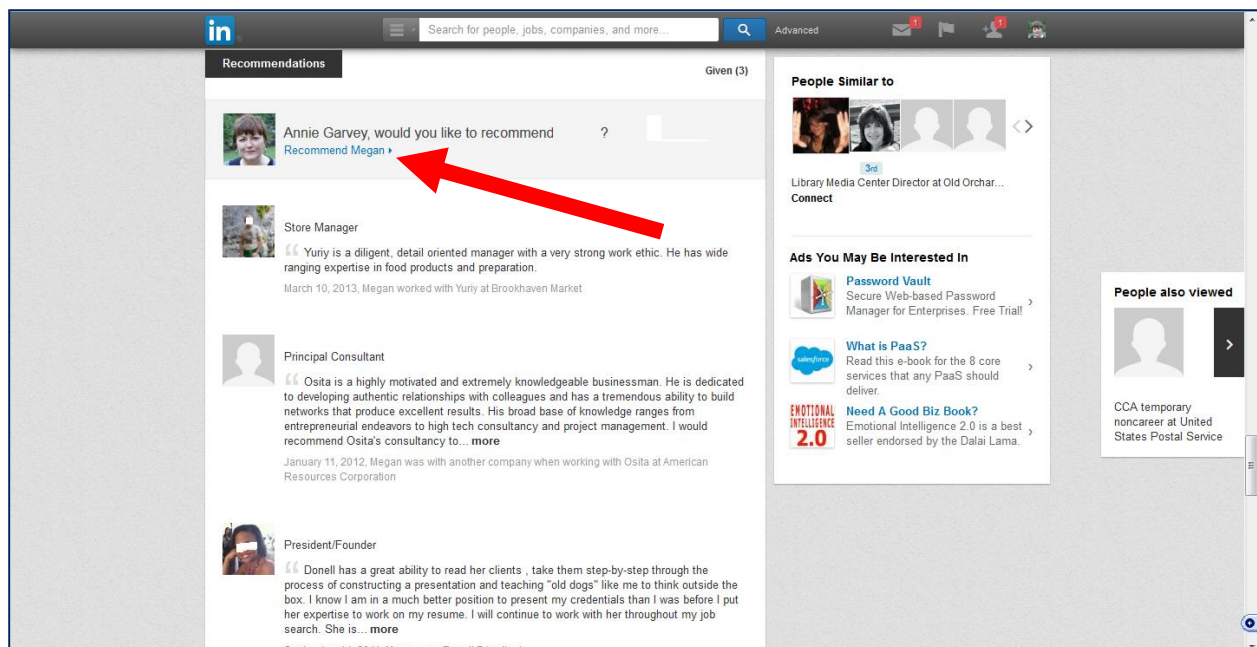 in
Search for people, jobs, companies, and more...
Advanced
1
1
Recommendations
Given (3)
Annie Garvey, would you like to recommend ?
Recommend Megan
Store Manager
Yuriy is a diligent, detail oriented manager with a very strong work ethic. He has wide
ranging expertise in food products and preparation.
March 10, 2013, Megan worked with Yuriy at Brookhaven Market
Principal Consultant
Osita is a highly motivated and extremely knowledgeable businessman. He is dedicated
to developing authentic relationships with colleagues and has a tremendous ability to build
networks that produce excellent results. His broad base of knowledge ranges from
entrepreneurial endeavors to high tech consultancy and project management. I would
recommend Osita's consultancy to... more
January 11, 2012, Megan was with another company when working with Osita at American
Resources Corporation
President/Founder
Donell has a great ability to read her clients , take them step-by-step through the
process of constructing a presentation and teaching "old dogs" like me to think outside the
box. I know I am in a much better position to present my credentials than I was before I put
her expertise to work on my resume. I will continue to work with her throughout my job
search. She is... more
People Similar to
3rd
Library Media Center Director at Old Orchar...
Connect
Ads You May Be Interested In
Password Vault
Secure Web-based Password
Manager for Enterprises. Free Trial!
salesforce
What is PaaS?
Read this e-book for the 8 core
services that any PaaS should
deliver.
EMOTIONAL
INTELLIGENCE
2.0
Need A Good Biz Book?
Emotional Intelligence 2.0 is a best
seller endorsed by the Dalai Lama.
People also viewed
CCA temporary
noncareer at United
States Postal Service